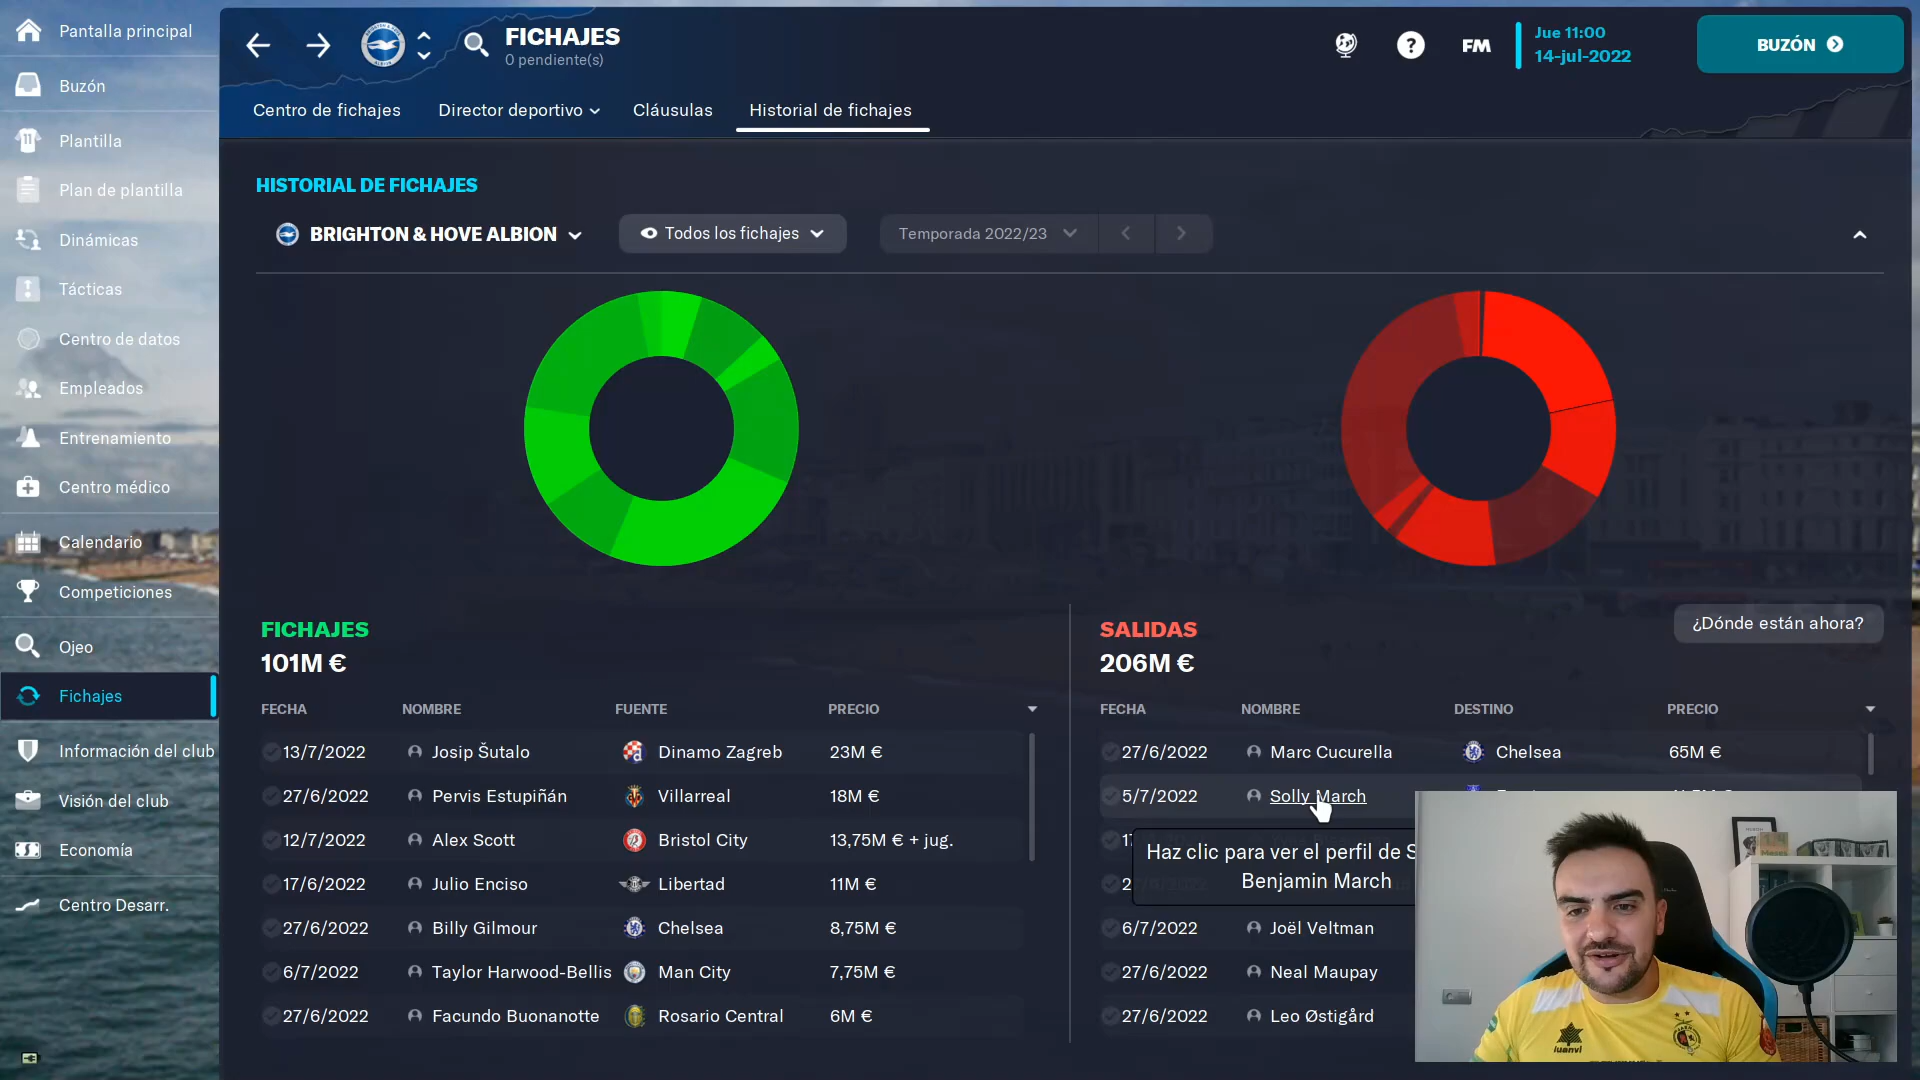 Pantalla principal
Buzón
Plantilla
Plan de plantilla
Dinámicas
Tácticas
Centro de datos
Empleados
Entrenamiento
Centro médico
Calendario
Competiciones
Ojeo
Fichajes
Información del club
Visión del club
Economía
Centro Desarr.
FICHAJES
0 pendiente(s)
FM
Jue 11:00
14-jul-2022
BUZÓN
Centro de fichajes
Director deportivo
Cláusulas
Historial de fichajes
HISTORIAL DE FICHAJES
BRIGHTON & HOVE ALBION
Todos los fichajes
Temporada 2022/23
FICHAJES
101M €
FECHA NOMBRE FUENTE PRECIO
13/7/2022 Josip Šutalo Dinamo Zagreb 23M €
27/6/2022 Pervis Estupiñán Villarreal 18M €
12/7/2022 Alex Scott Bristol City 13,75M € + jug.
17/6/2022 Julio Enciso Libertad 11M €
27/6/2022 Billy Gilmour Chelsea 8,75M €
6/7/2022 Taylor Harwood-Bellis Man City 7,75M €
27/6/2022 Facundo Buonanotte Rosario Central 6M €
SALIDAS
206M €
¿Dónde están ahora?
FECHA NOMBRE DESTINO PRECIO
27/6/2022 Marc Cucurella Chelsea 65M €
5/7/2022 Solly March
Haz clic para ver el perfil de S
Benjamin March
6/7/2022 Joël Veltman
27/6/2022 Neal Maupay
27/6/2022 Leo Østigård
luanvi